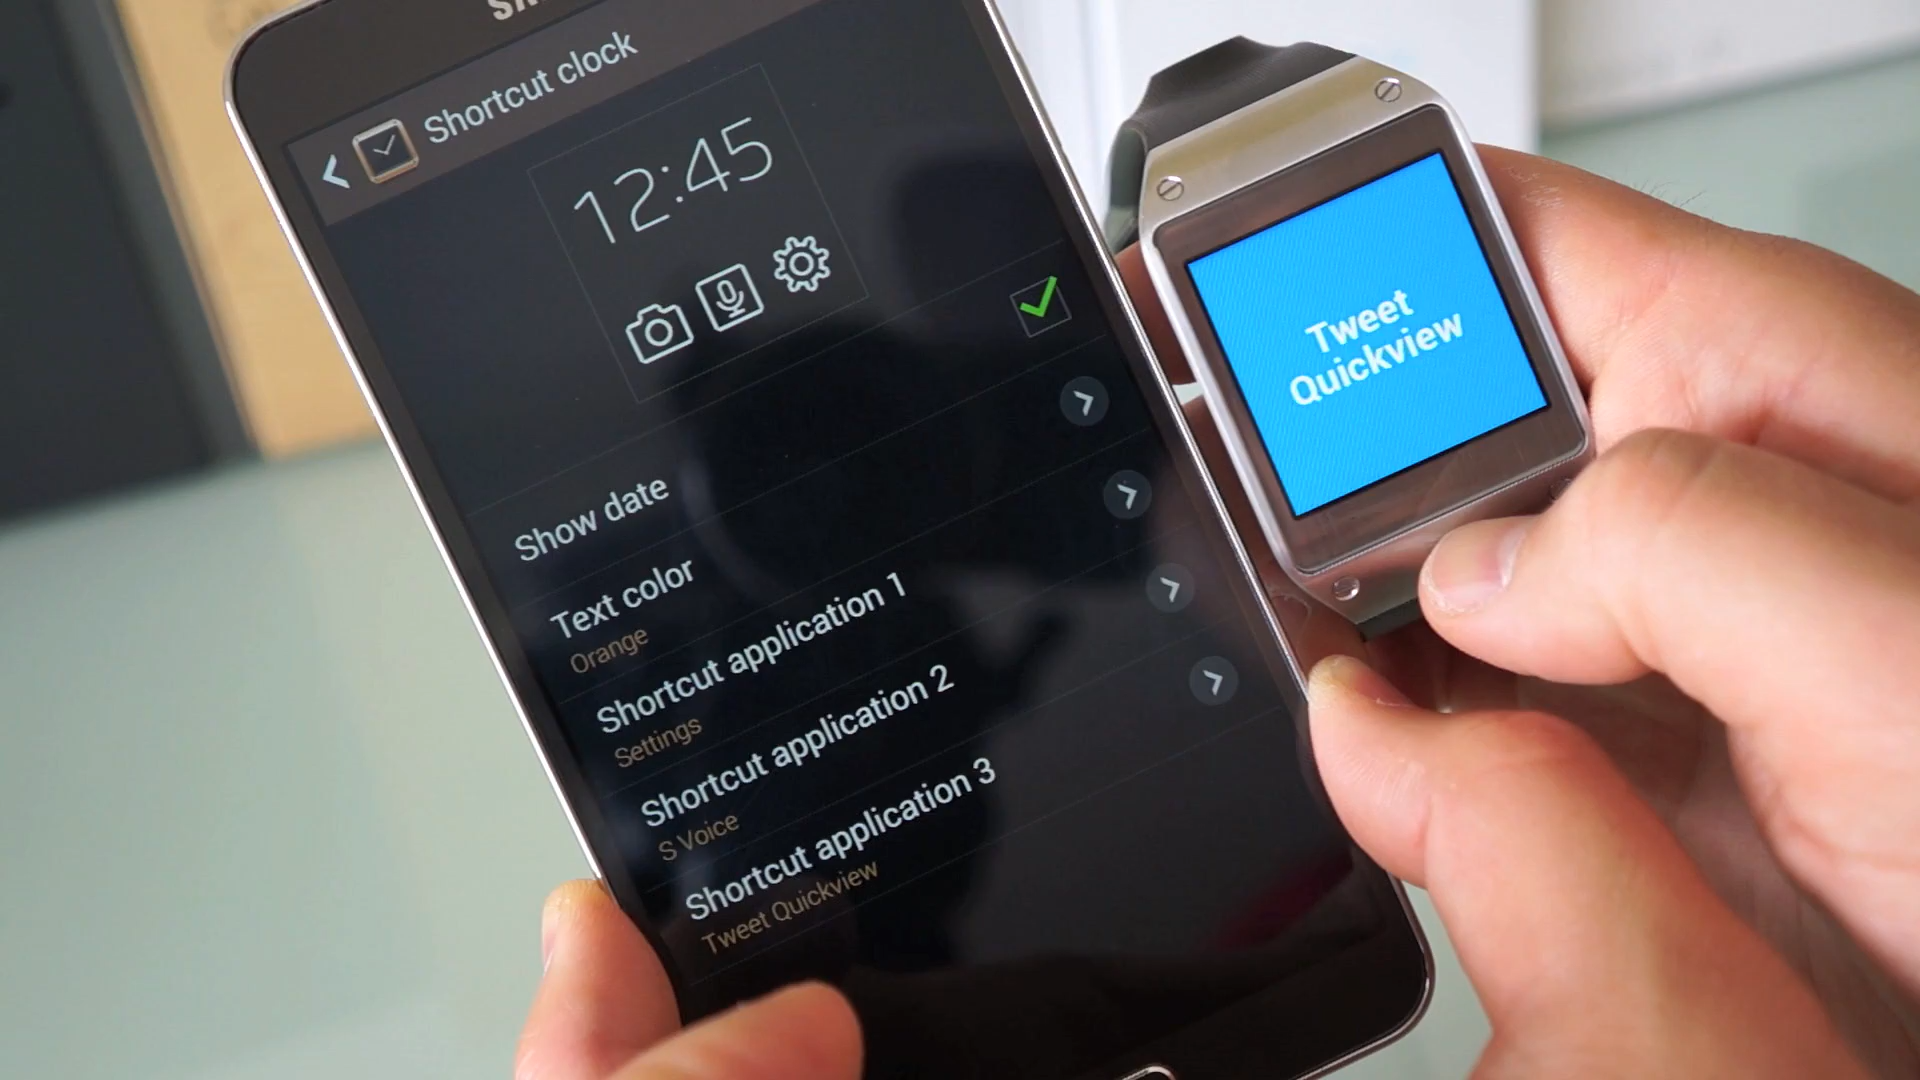 Shortcut clock
12:45
Show date
Text color
Orange
Shortcut application 1
Settings
Shortcut application 2
S Voice
Shortcut application 3
Tweet Quickview
Tweet
Quickview